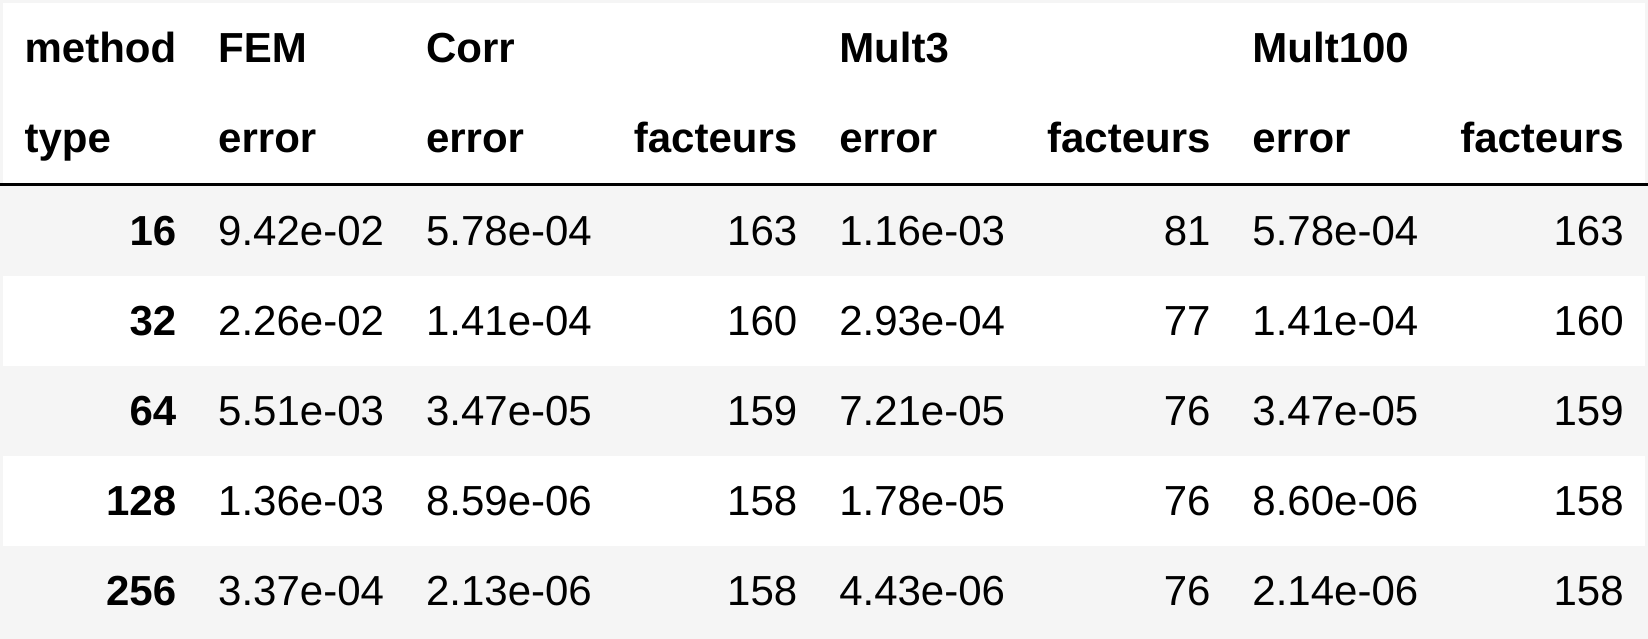 method FEM Corr Mult3 Mult100
type error error facteurs error facteurs error facteurs
16 9.42e-02 5.78e-04 163 1.16e-03 81 5.78e-04 163
32 2.26e-02 1.41e-04 160 2.93e-04 77 1.41e-04 160
64 5.51e-03 3.47e-05 159 7.21e-05 76 3.47e-05 159
128 1.36e-03 8.59e-06 158 1.78e-05 76 8.60e-06 158
256 3.37e-04 2.13e-06 158 4.43e-06 76 2.14e-06 158